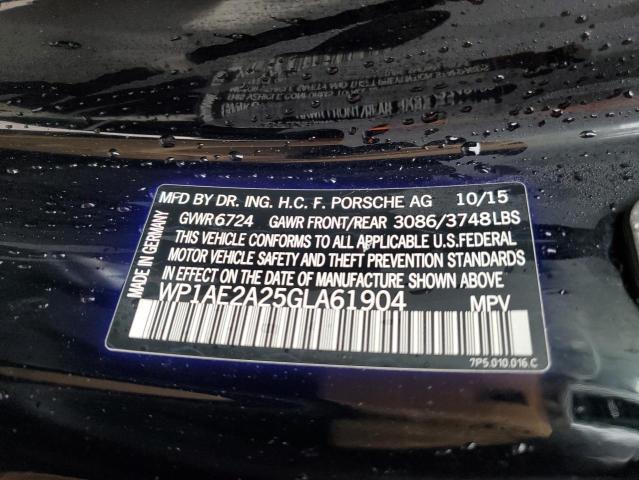 MFD BY DR. ING. H.C. F. PORSCHE AG 10/15
GVWR 6724 GAWR FRONT/REAR 3086/3748LBS
THIS VEHICLE CONFORMS TO ALL APPLICABLE U.S.FEDERAL
MOTOR VEHICLE SAFETY AND THEFT PREVENTION STANDARDS
IN EFFECT ON THE DATE OF MANUFACTURE SHOWN ABOVE
WP1AE2A25GLA61904 MPV
7P5.010.016.C
MADE IN GERMANY